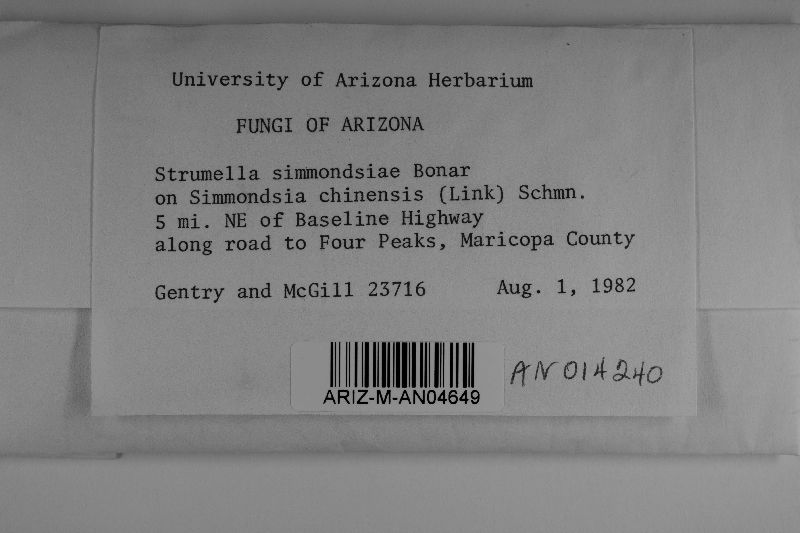 University of Arizona Herbarium
FUNGI OF ARIZONA
Strumella simmondsiae Bonar
on Simmondsia chinensis (Link) Schmn.
5 mi. NE of Baseline Highway
along road to Four Peaks, Maricopa County
Gentry and McGill 23716 Aug. 1, 1982
ARIZ-M-AN04649
AN014240